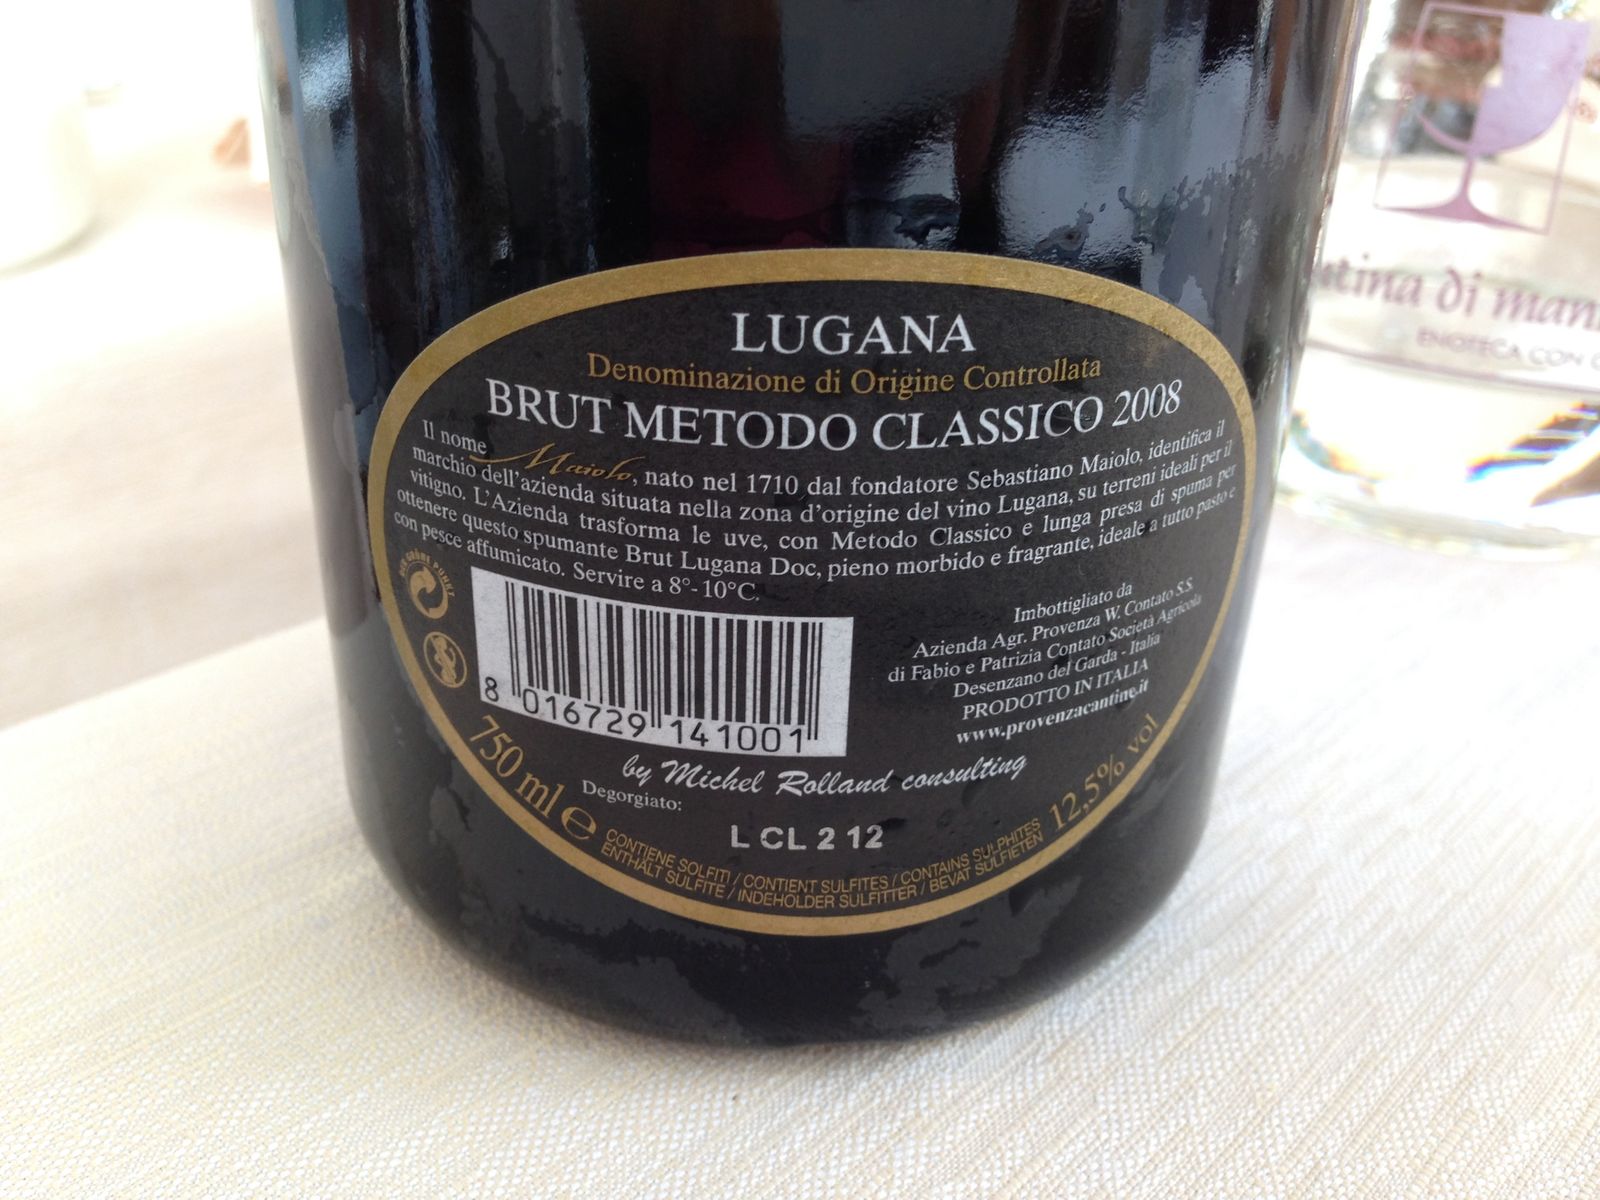 LUGANA
Denominazione di Origine Controllata
BRUT METODO CLASSICO 2008
Il nome Maiolo, nato nel 1710 dal fondatore Sebastiano Maiolo, identifica il
marchio dell'azienda situata nella zona d'origine del vino Lugana, su terreni ideali per il
vitigno. L'Azienda trasforma le uve, con Metodo Classico e lunga presa di spuma per
ottenere questo spumante Brut Lugana Doc, pieno morbido e fragrante, ideale a tutto pasto e
con pesce affumicato. Servire a 8°-10°C.
Imbottigliato da
Azienda Agr. Provenza W. Contato S.S.
di Fabio e Patrizia Contato Società Agricola
Desenzano del Garda - Italia
PRODOTTO IN ITALIA
www.provenzacantine.it
8 016729 141001
by Michel Rolland consulting
Degorgiato:
L CL 2 12
750 ml e
12,5% vol
CONTIENE SOLFITI / CONTIENT SULFITES / CONTAINS SULPHITES
ENTHÄLT SULFITE / INDEHOLDER SULFITTER / BEVAT SULFIETEN
di
ENOTECA CON